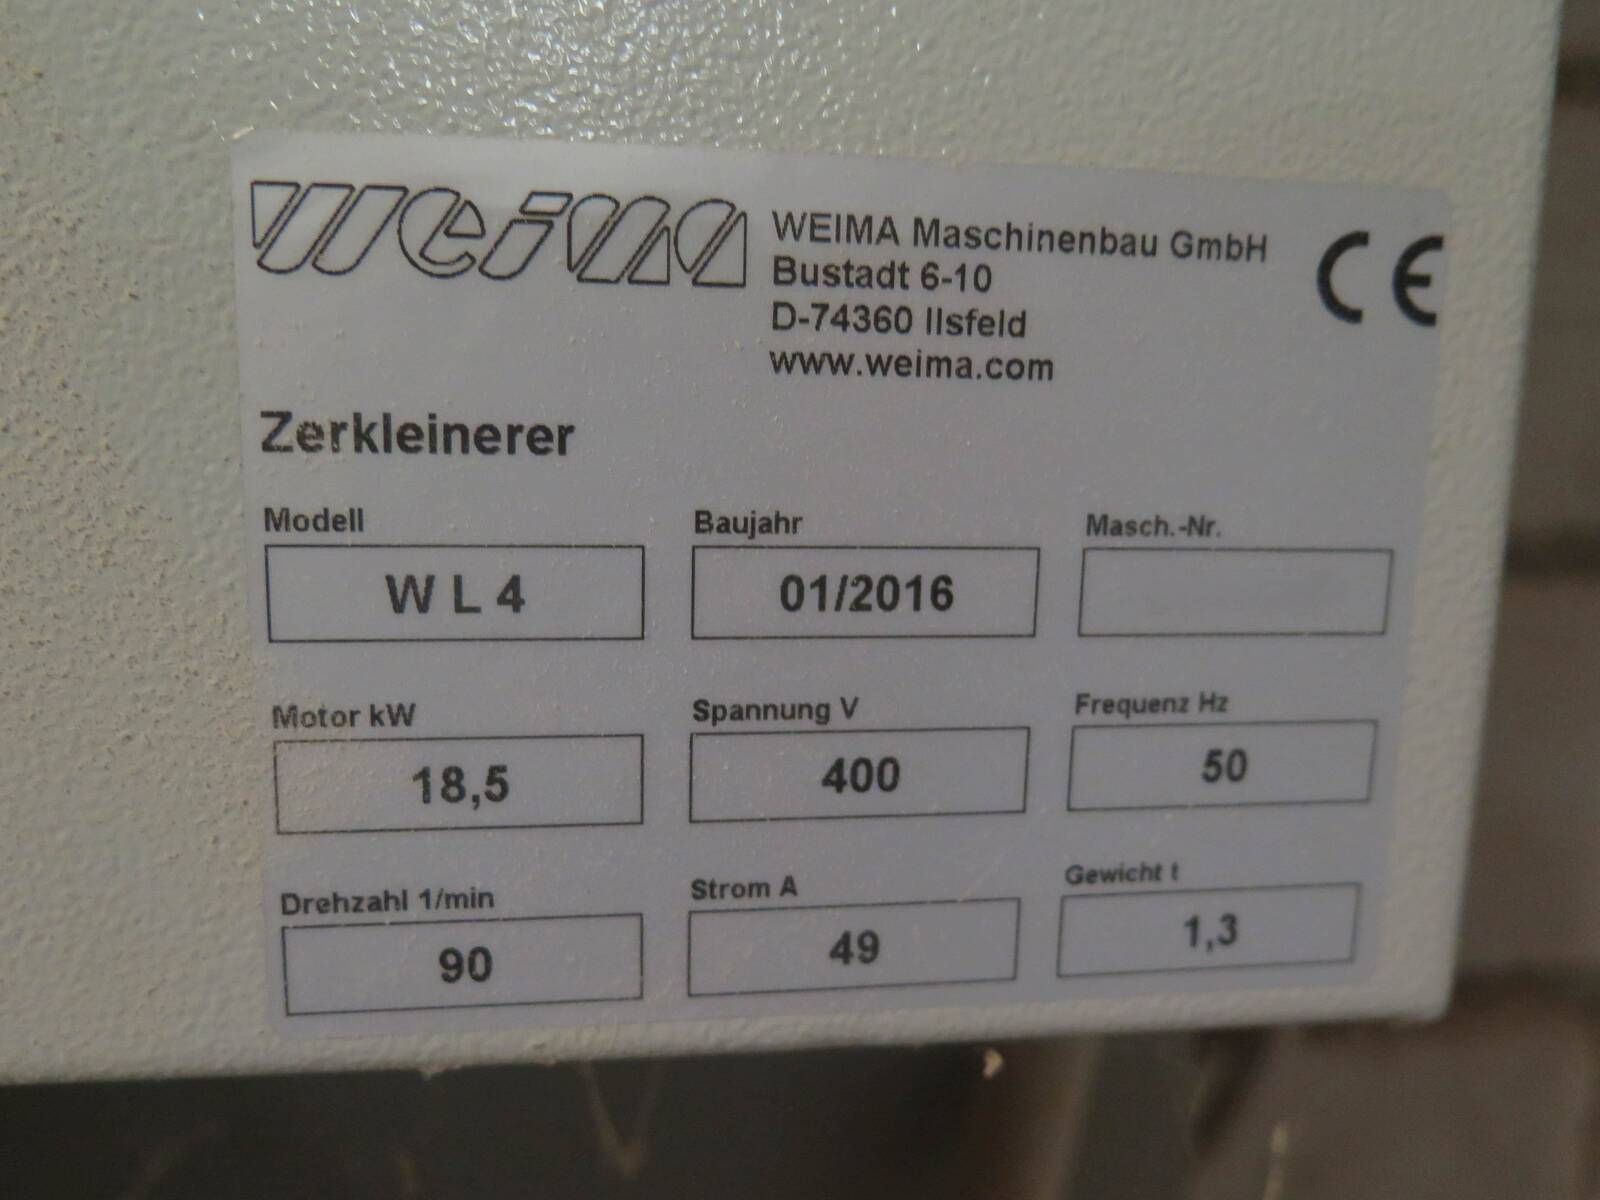 weima
WEIMA Maschinenbau GmbH
Bustadt 6-10
D-74360 Ilsfeld
www.weima.com
CE
Zerkleinerer
Modell Baujahr Masch.-Nr.
W L 4 01/2016
Motor kW Spannung V Frequenz Hz
18,5 400 50
Drehzahl 1/min Strom A Gewicht t
90 49 1,3